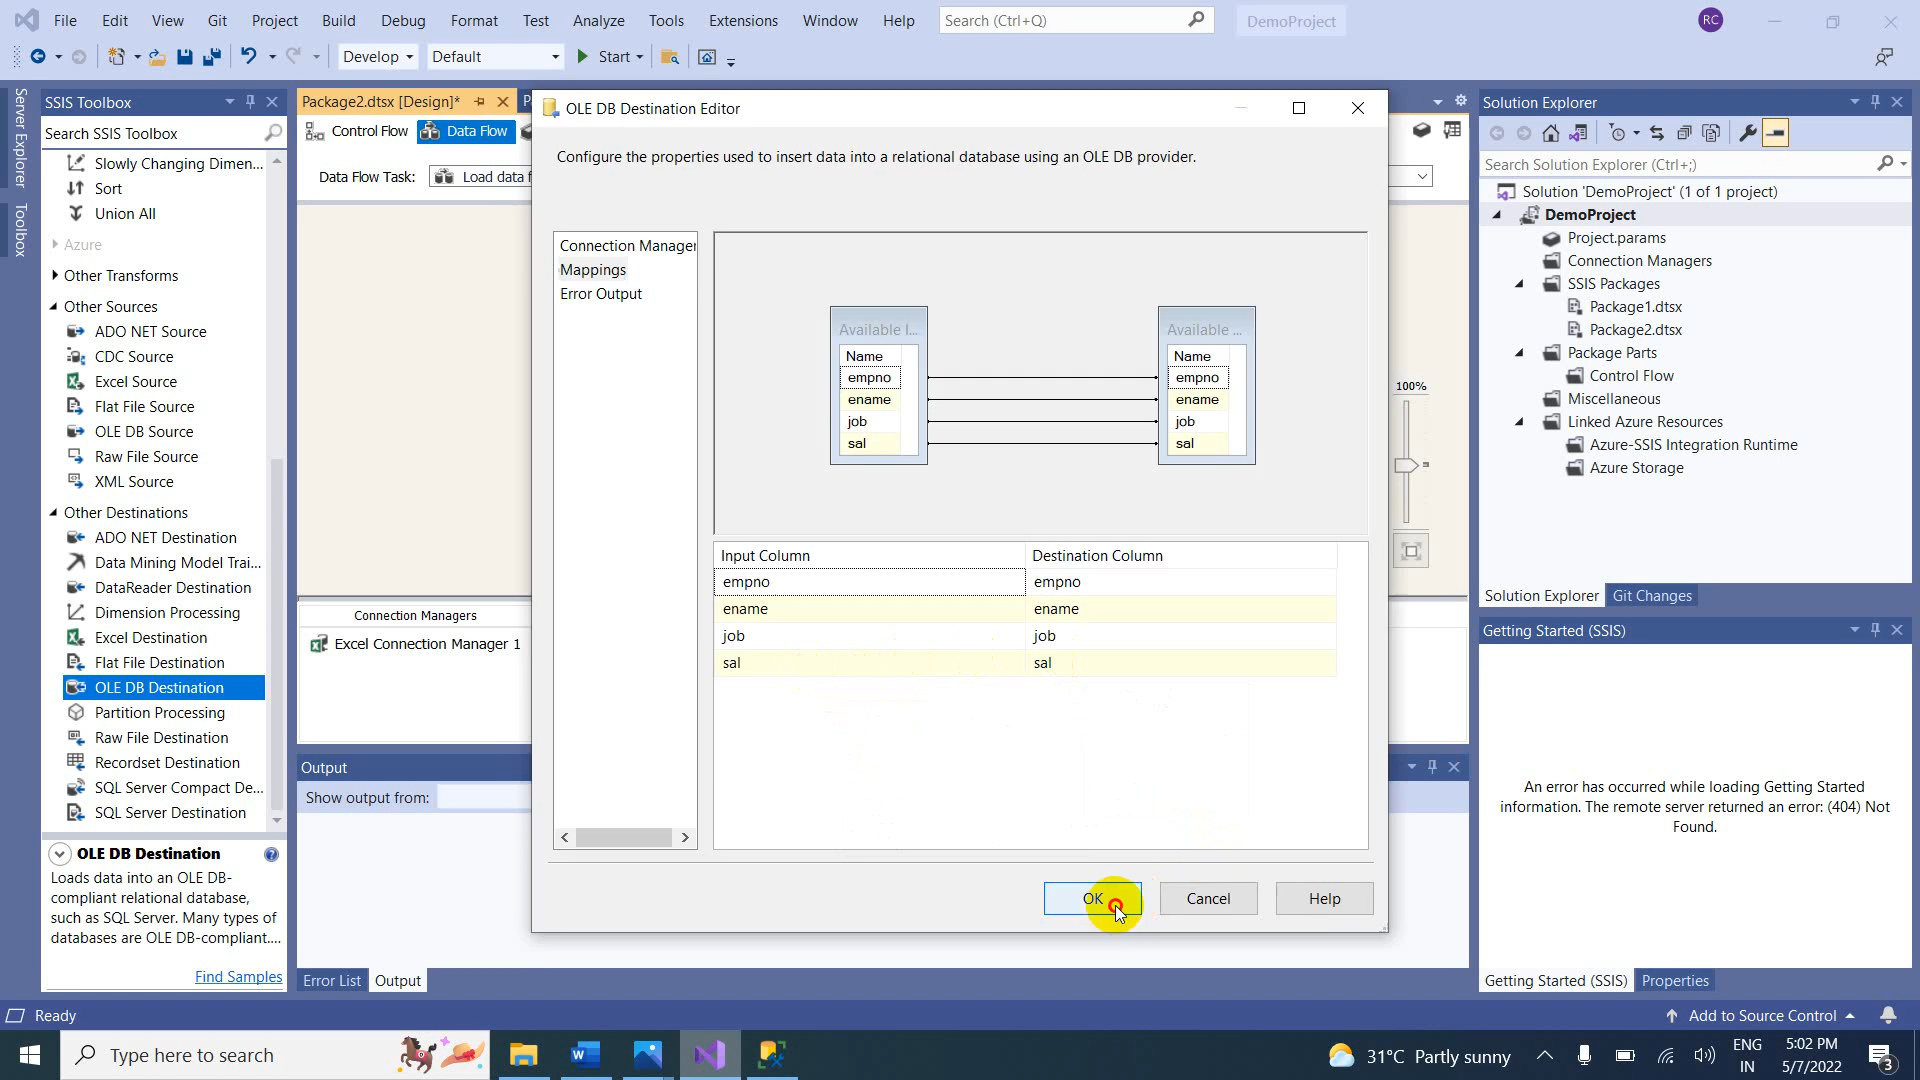 File Edit View Git Project Build Debug Format Test Analyze Tools Extensions Window Help Search (Ctrl+Q) DemoProject RC
Develop Default Start
Server Explorer
Toolbox
SSIS Toolbox
Search SSIS Toolbox
Slowly Changing Dimen...
Sort
Union All
Azure
Other Transforms
Other Sources
ADO NET Source
CDC Source
Excel Source
Flat File Source
OLE DB Source
Raw File Source
XML Source
Other Destinations
ADO NET Destination
Data Mining Model Trai...
DataReader Destination
Dimension Processing
Excel Destination
Flat File Destination
OLE DB Destination
Partition Processing
Raw File Destination
Recordset Destination
SQL Server Compact De...
SQL Server Destination
OLE DB Destination
Loads data into an OLE DB-
compliant relational database,
such as SQL Server. Many types of
databases are OLE DB-compliant....
Find Samples
Package2.dtsx [Design]*
Control Flow Data Flow
Data Flow Task: Load data f
100%
Connection Managers
Excel Connection Manager 1
Output
Show output from:
Error List Output
OLE DB Destination Editor
Configure the properties used to insert data into a relational database using an OLE DB provider.
Connection Manager
Mappings
Error Output
Available I...
Name
empno
ename
job
sal
Available ...
Name
empno
ename
job
sal
Input Column Destination Column
empno empno
ename ename
job job
sal sal
OK Cancel Help
Solution Explorer
Search Solution Explorer (Ctrl+;)
Solution 'DemoProject' (1 of 1 project)
DemoProject
Project.params
Connection Managers
SSIS Packages
Package1.dtsx
Package2.dtsx
Package Parts
Control Flow
Miscellaneous
Linked Azure Resources
Azure-SSIS Integration Runtime
Azure Storage
Solution Explorer Git Changes
Getting Started (SSIS)
An error has occurred while loading Getting Started
information. The remote server returned an error: (404) Not
Found.
Getting Started (SSIS) Properties
Ready Add to Source Control
Type here to search
31°C Partly sunny
ENG
IN
5:02 PM
5/7/2022
3